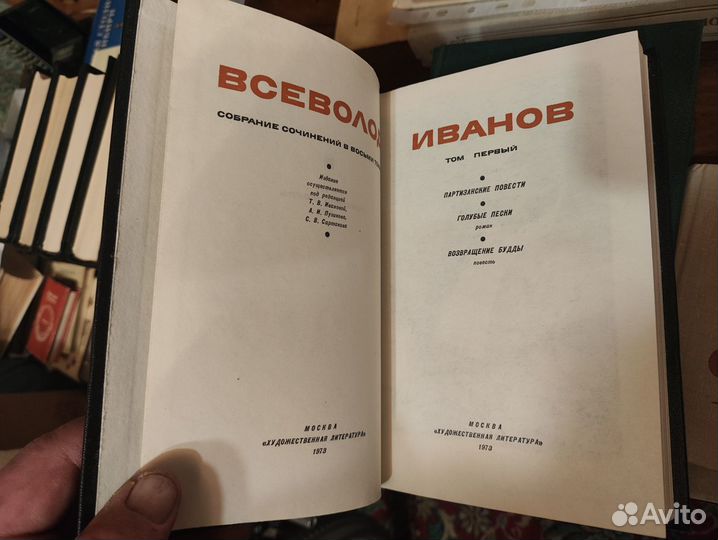 ВСЕВОЛОД
СОБРАНИЕ СОЧИНЕНИЙ В ВОСЬМИ
Издание
осуществляется
под редакцией
Т. В. Ивановой,
А. И. Пузикова,
С. В. Сартакова
МОСКВА
«ХУДОЖЕСТВЕННАЯ ЛИТЕРАТУРА»
1973
ИВАНОВ
ТОМ ПЕРВЫЙ
ПАРТИЗАНСКИЕ ПОВЕСТИ
ГОЛУБЫЕ ПЕСКИ
роман
ВОЗВРАЩЕНИЕ БУДДЫ
повесть
МОСКВА
«ХУДОЖЕСТВЕННАЯ ЛИТЕРАТУРА»
1973
Avito